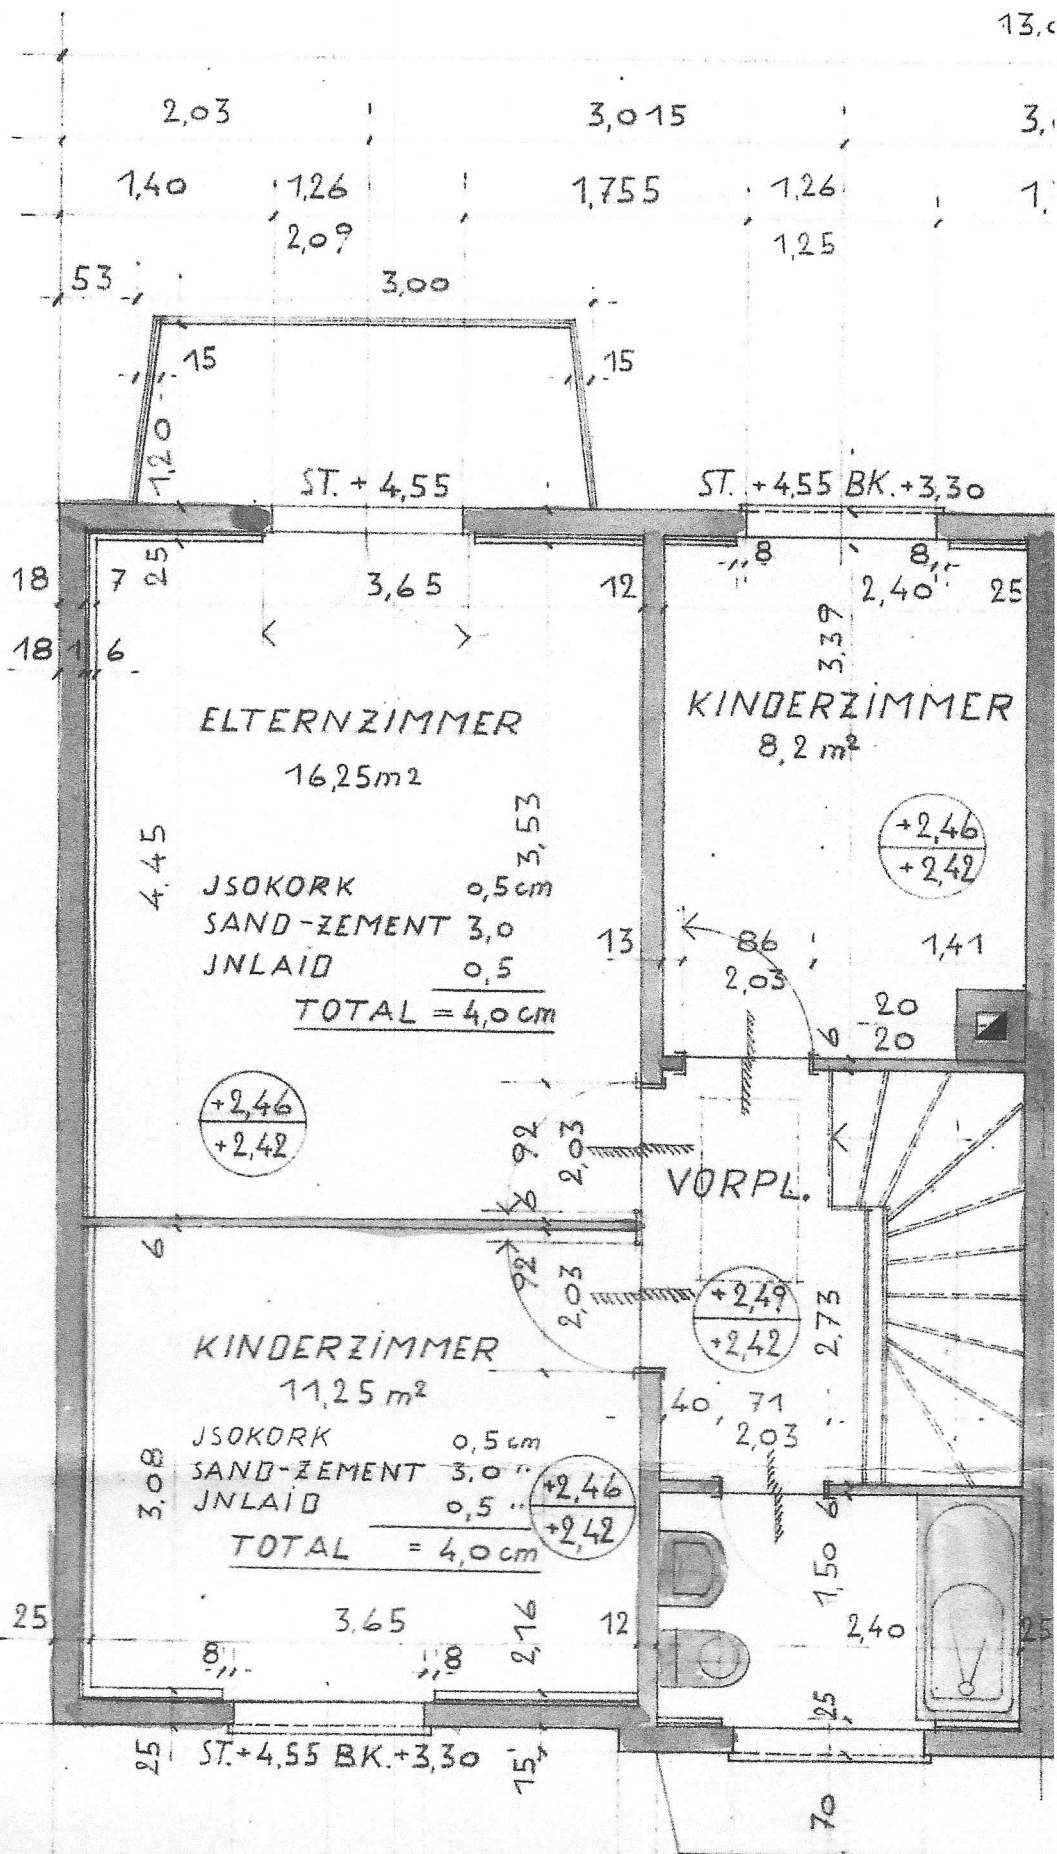 13,0
2,03 3,015 3,
1,40 1,26 1,755 1,26 1,
2,09 1,25
53 3,00
15 15
1,20
ST. + 4,55 ST. +4,55 BK.+3,30
8 8
18 7 25 3,65 12 2,40 25
18 1 6
3,39
ELTERNZIMMER KINDERZIMMER
16,25m2 8,2 m²
4,45 3,53
+2,46
+2,42
JSOKORK 0,5cm
SAND-ZEMENT 3,0
JNLAID 0,5
TOTAL = 4,0 cm
13 86 1,41
2,03
20
20
6
+2,46
+2,42
92
2,03
VORPL.
6
6
92
2,03
+2,49
+2,42
2,73
KINDERZIMMER
11,25 m²
40 71
2,03
JSOKORK 0,5 cm
SAND-ZEMENT 3,0 "
JNLAID 0,5 "
TOTAL = 4,0 cm
3,08
+2,46
+2,42
6
1,50
25 3,65 2,16 12 2,40 25
8 8
25
25 ST.+4,55 BK.+3,30 15
70